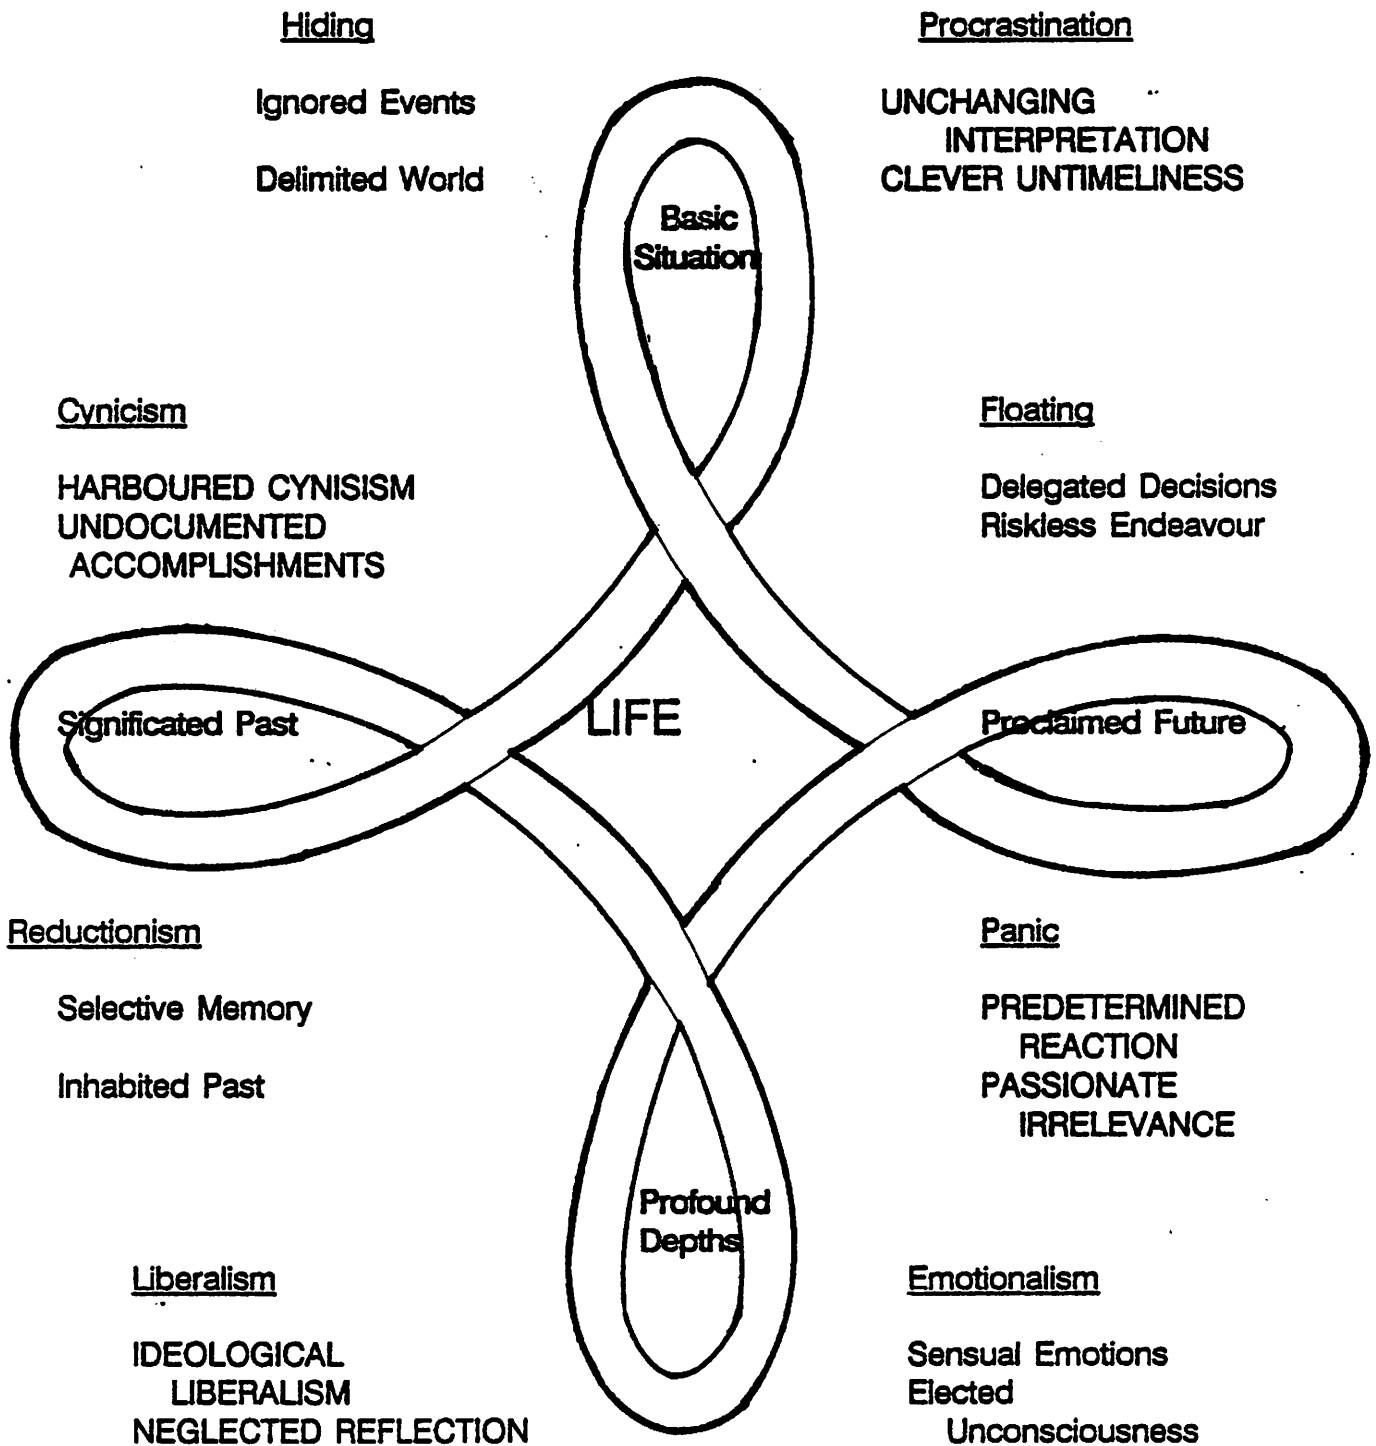 Hiding
Ignored Events
Delimited World
Procrastination
UNCHANGING
INTERPRETATION
CLEVER UNTIMELINESS
Basic
Situation
Cynicism
HARBOURED CYNISISM
UNDOCUMENTED
ACCOMPLISHMENTS
Floating
Delegated Decisions
Riskless Endeavour
Significated Past
LIFE
Proclaimed Future
Reductionism
Selective Memory
Inhabited Past
Panic
PREDETERMINED
REACTION
PASSIONATE
IRRELEVANCE
Profound
Depths
Liberalism
IDEOLOGICAL
LIBERALISM
NEGLECTED REFLECTION
Emotionalism
Sensual Emotions
Elected
Unconsciousness